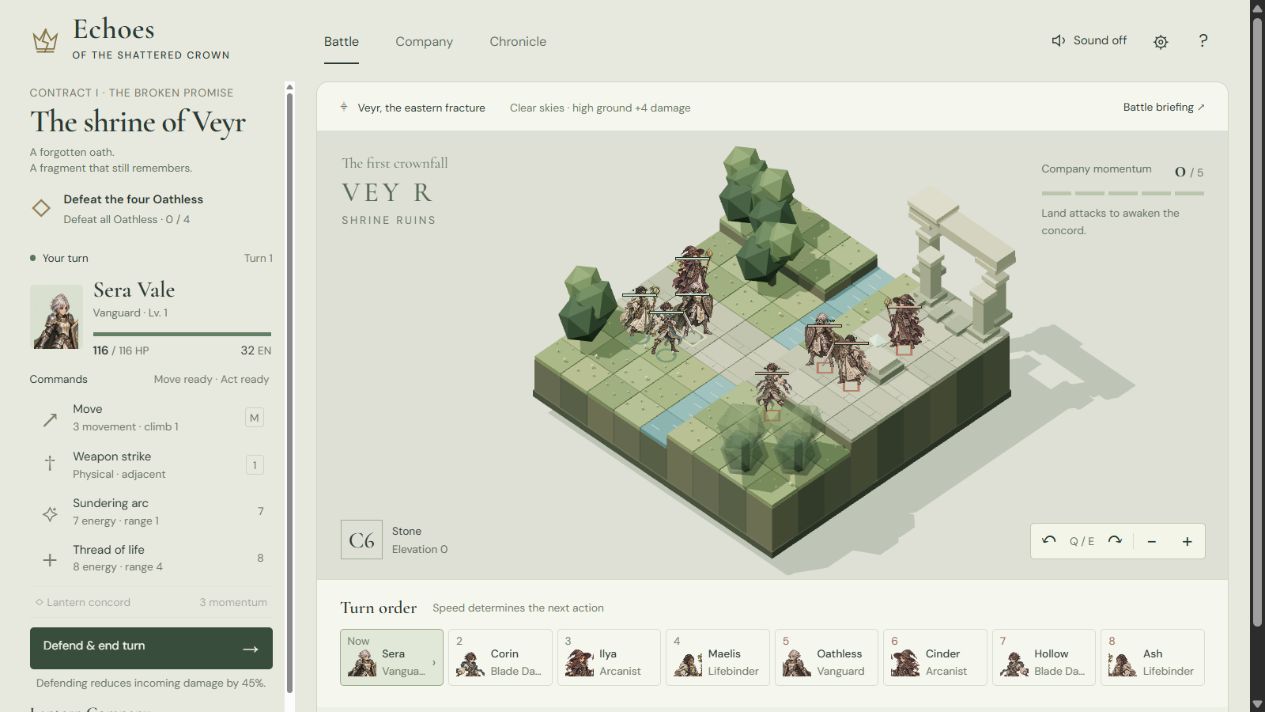 Echoes
OF THE SHATTERED CROWN
Battle
Company
Chronicle
Sound off
?
CONTRACT I · THE BROKEN PROMISE
The shrine of Veyr
A forgotten oath.
A fragment that still remembers.
Defeat the four Oathless
Defeat all Oathless · 0 / 4
Your turn
Turn 1
Sera Vale
Vanguard · Lv. 1
116 / 116 HP
32 EN
Commands
Move ready · Act ready
Move
3 movement · climb 1
M
Weapon strike
Physical · adjacent
1
Sundering arc
7 energy · range 1
7
Thread of life
8 energy · range 4
8
Lantern concord
3 momentum
Defend & end turn →
Defending reduces incoming damage by 45%.
Veyr, the eastern fracture
Clear skies · high ground +4 damage
Battle briefing ↗
The first crownfall
VEYR
SHRINE RUINS
Company momentum
0 / 5
Land attacks to awaken the
concord.
C6
Stone
Elevation 0
Q / E
− +
Turn order
Speed determines the next action
Now
Sera
Vangua...
›
2
Corin
Blade Da...
3
Ilya
Arcanist
4
Maelis
Lifebinder
5
Oathless
Vanguard
6
Cinder
Arcanist
7
Hollow
Blade Da...
8
Ash
Lifebinder